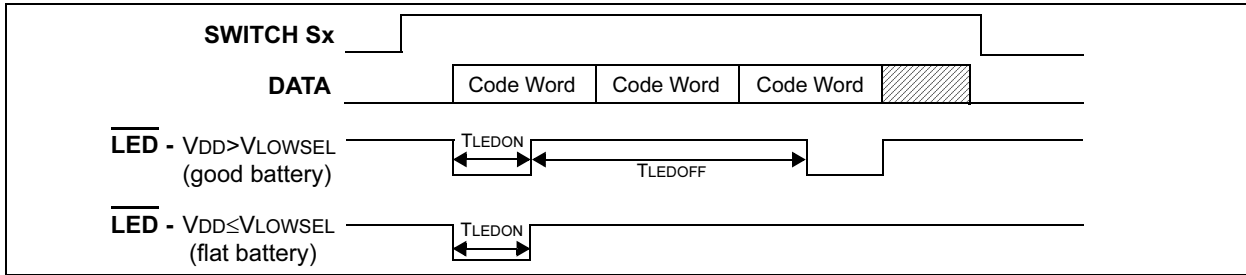 SWITCH Sx
DATA
Code Word Code Word Code Word
LED - VDD>VLOWSEL
(good battery)
TLEDON
TLEDOFF
LED - VDD≤VLOWSEL
(flat battery)
TLEDON